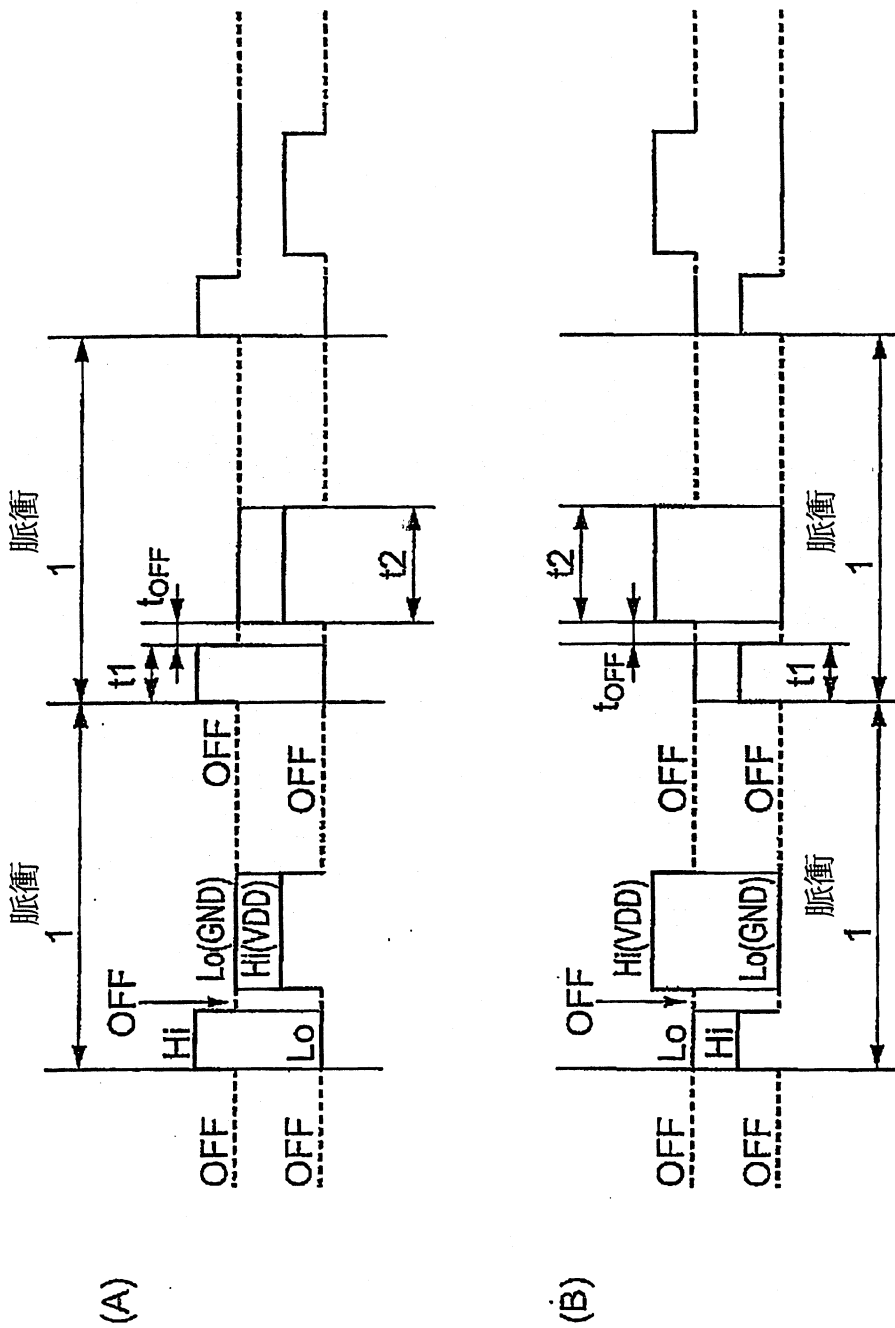 (A)
脈衝
1
脈衝
1
OFF
Hi
Lo(GND)
Hi(VDD)
Lo
OFF
OFF
OFF
OFF
t1
tOFF
t2
(B)
OFF
Hi(VDD)
Lo
Hi
Lo(GND)
OFF
OFF
OFF
OFF
tOFF
t2
t1
脈衝
1
脈衝
1